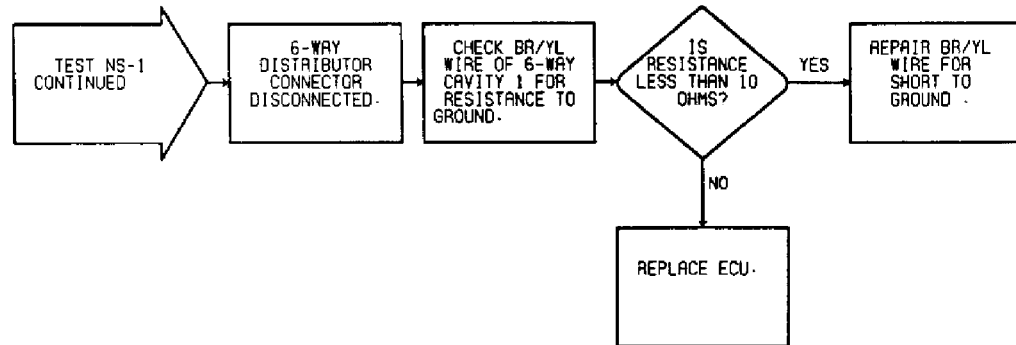 TEST NS-1
CONTINUED
6-WAY
DISTRIBUTOR
CONNECTOR
DISCONNECTED.
CHECK BR/YL
WIRE OF 6-WAY
CAVITY 1 FOR
RESISTANCE TO
GROUND.
IS
RESISTANCE
LESS THAN 10
OHMS?
YES
REPAIR BR/YL
WIRE FOR
SHORT TO
GROUND .
NO
REPLACE ECU.